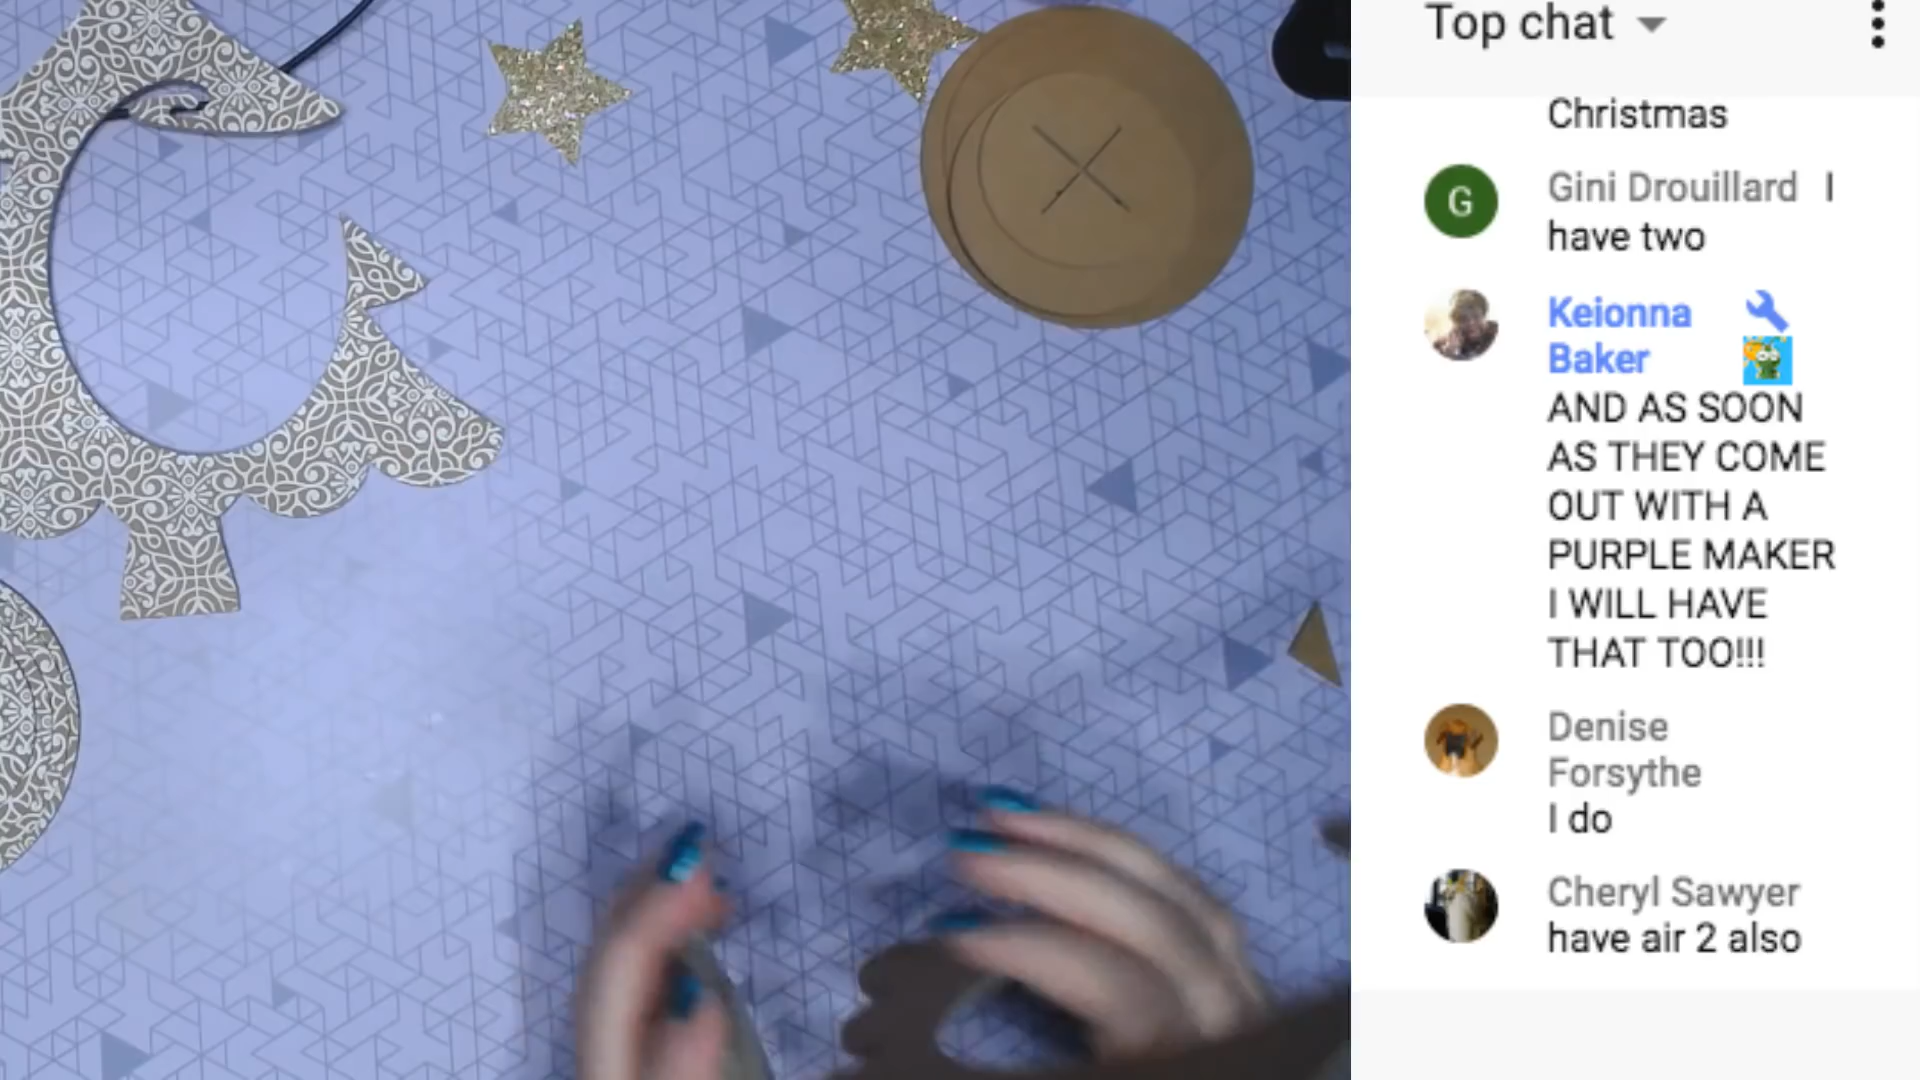 Top chat
Christmas
G
Gini Drouillard I
have two
Keionna
Baker
AND AS SOON
AS THEY COME
OUT WITH A
PURPLE MAKER
I WILL HAVE
THAT TOO!!!
Denise
Forsythe
I do
Cheryl Sawyer
have air 2 also